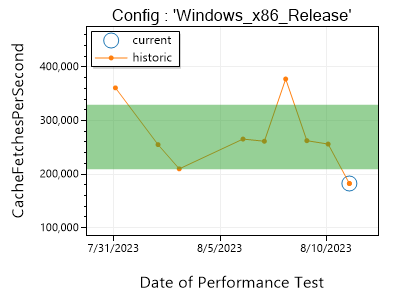 Config : 'Windows_x86_Release'
current
historic
CacheFetchesPerSecond
400,000
300,000
200,000
100,000
7/31/2023
8/5/2023
8/10/2023
Date of Performance Test